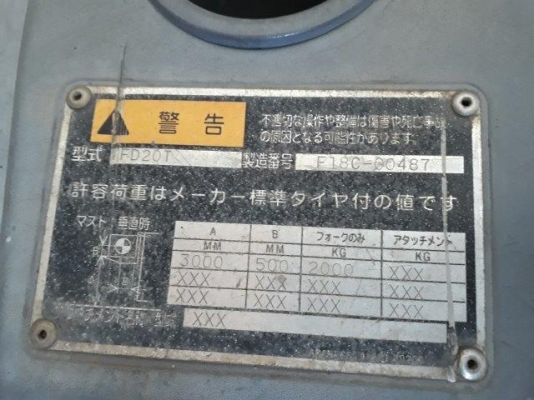 警告
不適切な操作や整備は傷害や死亡事故
の原因となる可能性があります。
型式 FD20T 製造番号 F18C-00487
許容荷重はメーカー標準タイヤ付の値です
マスト垂直時
A B フォークのみ アタッチメント
MM MM KG KG
3000 500 2000 XXX
XXX XXX XXX XXX
XXX XXX XXX XXX
XXX